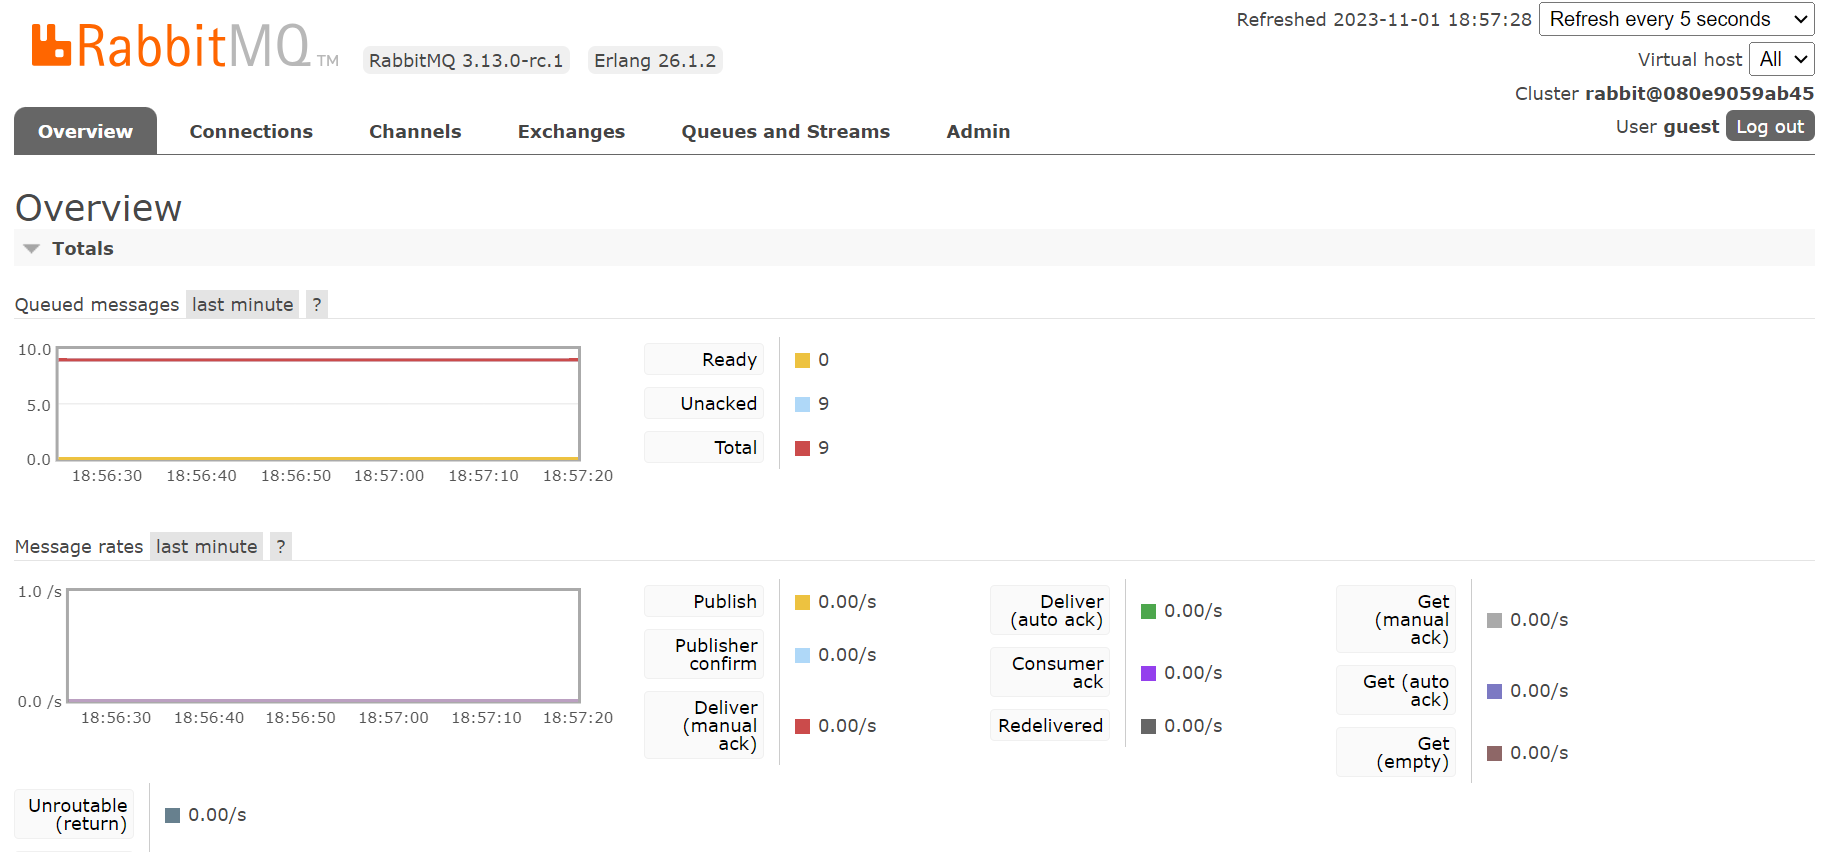 Refreshed 2023-11-01 18:57:28 Refresh every 5 seconds
RabbitMQ TM RabbitMQ 3.13.0-rc.1 Erlang 26.1.2
Virtual host All
Cluster rabbit@080e9059ab45
User guest Log out
Overview Connections Channels Exchanges Queues and Streams Admin
Overview
Totals
Queued messages last minute ?
10.0
5.0
0.0
18:56:30 18:56:40 18:56:50 18:57:00 18:57:10 18:57:20
Ready 0
Unacked 9
Total 9
Message rates last minute ?
1.0 /s
0.0 /s
18:56:30 18:56:40 18:56:50 18:57:00 18:57:10 18:57:20
Publish 0.00/s
Publisher
confirm 0.00/s
Deliver
(manual
ack) 0.00/s
Deliver
(auto ack) 0.00/s
Consumer
ack 0.00/s
Redelivered 0.00/s
Get
(manual
ack) 0.00/s
Get (auto
ack) 0.00/s
Get
(empty) 0.00/s
Unroutable
(return) 0.00/s